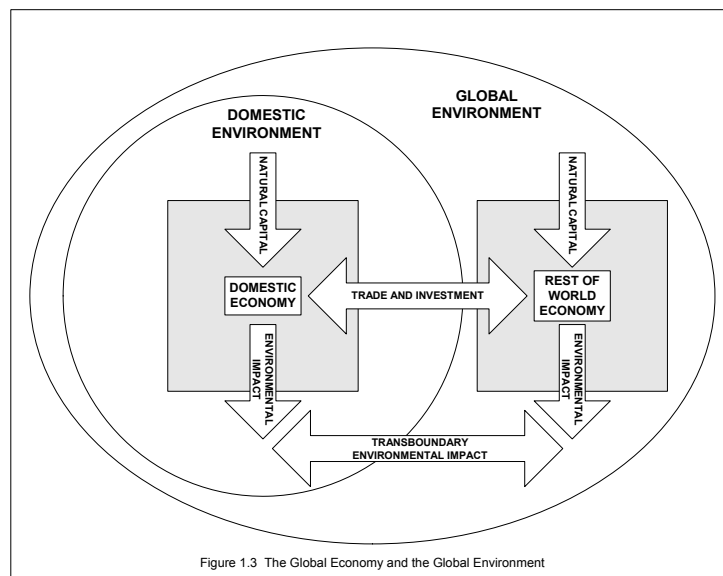 DOMESTIC
ENVIRONMENT
GLOBAL
ENVIRONMENT
NATURAL CAPITAL
NATURAL CAPITAL
DOMESTIC
ECONOMY
TRADE AND INVESTMENT
REST OF
WORLD
ECONOMY
ENVIRONMENTAL
IMPACT
ENVIRONMENTAL
IMPACT
TRANSBOUNDARY
ENVIRONMENTAL IMPACT
Figure 1.3 The Global Economy and the Global Environment